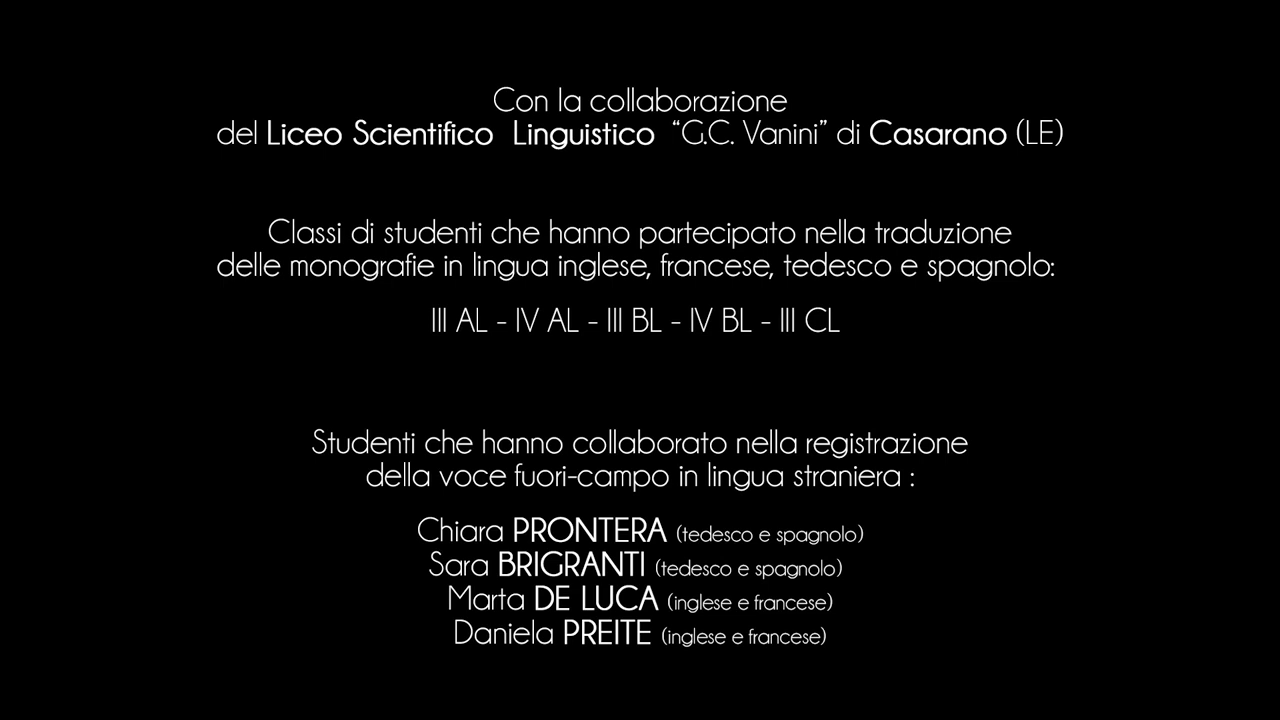 Con la collaborazione
del Liceo Scientifico Linguistico “G.C. Vanini” di Casarano (LE)
Classi di studenti che hanno partecipato nella traduzione
delle monografie in lingua inglese, francese, tedesco e spagnolo:
III AL - IV AL - III BL - IV BL - III CL
Studenti che hanno collaborato nella registrazione
della voce fuori-campo in lingua straniera :
Chiara PRONTERA (tedesco e spagnolo)
Sara BRIGRANTI (tedesco e spagnolo)
Marta DE LUCA (inglese e francese)
Daniela PREITE (inglese e francese)